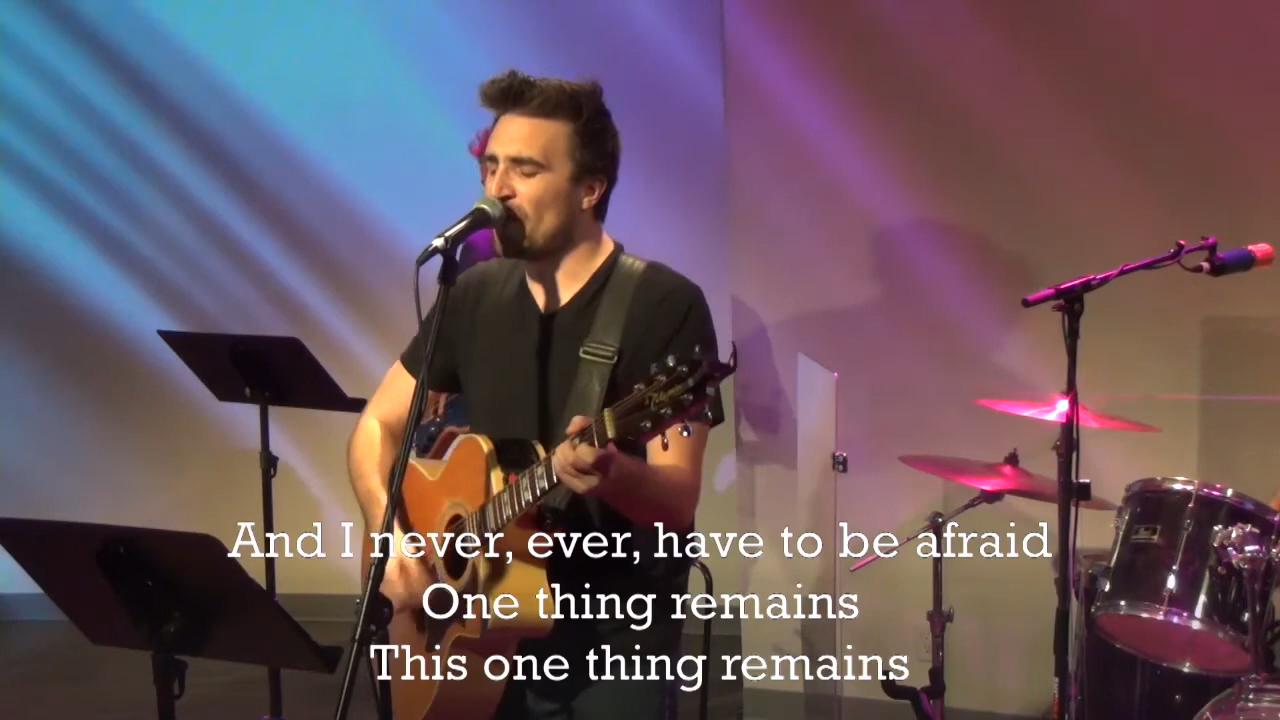 And I never, ever, have to be afraid
One thing remains
This one thing remains